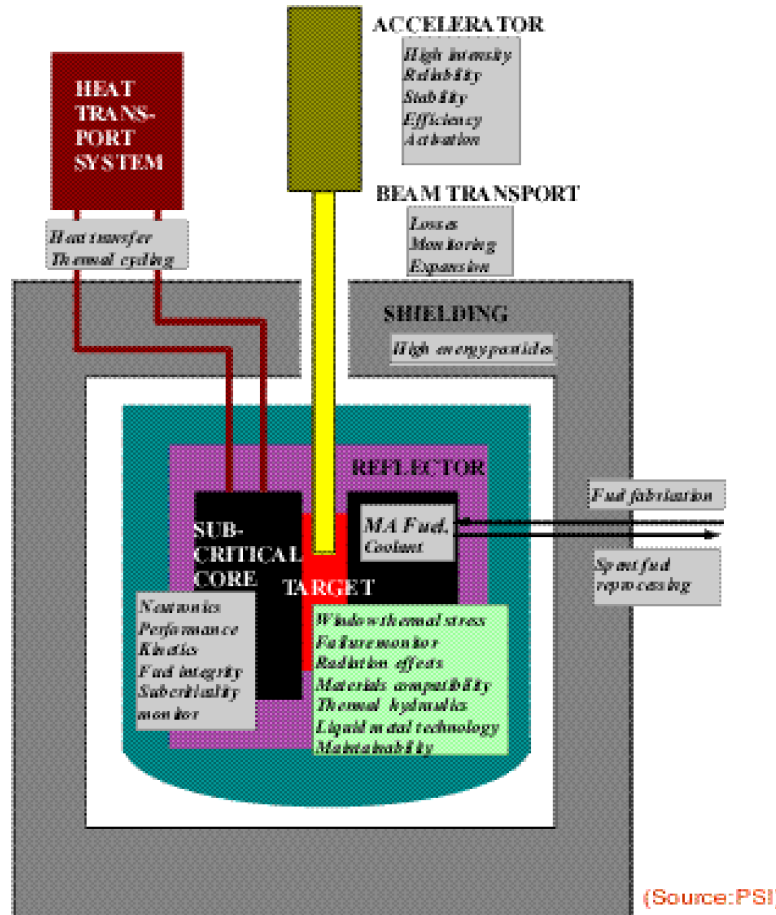 ACCELERATOR
High intensity
Reliability
Stability
Efficiency
Activation
HEAT
TRANS-
PORT
SYSTEM
BEAM TRANSPORT
Losses
Monitoring
Expansion
Heat transfer
Thermal cycling
SHIELDING
High energy particles
REFLECTOR
Fuel fabrication
MA Fuel,
Coolant
SUB-
CRITICAL
CORE
TARGET
Spent fuel
reprocessing
Neutronics
Performance
Kinetics
Fuel integrity
Subcriticality
monitor
Window thermal stress
Failure monitor
Radiation effects
Materials compatibility
Thermal hydraulics
Liquid metal technology
Maintainability
(Source:PSI)